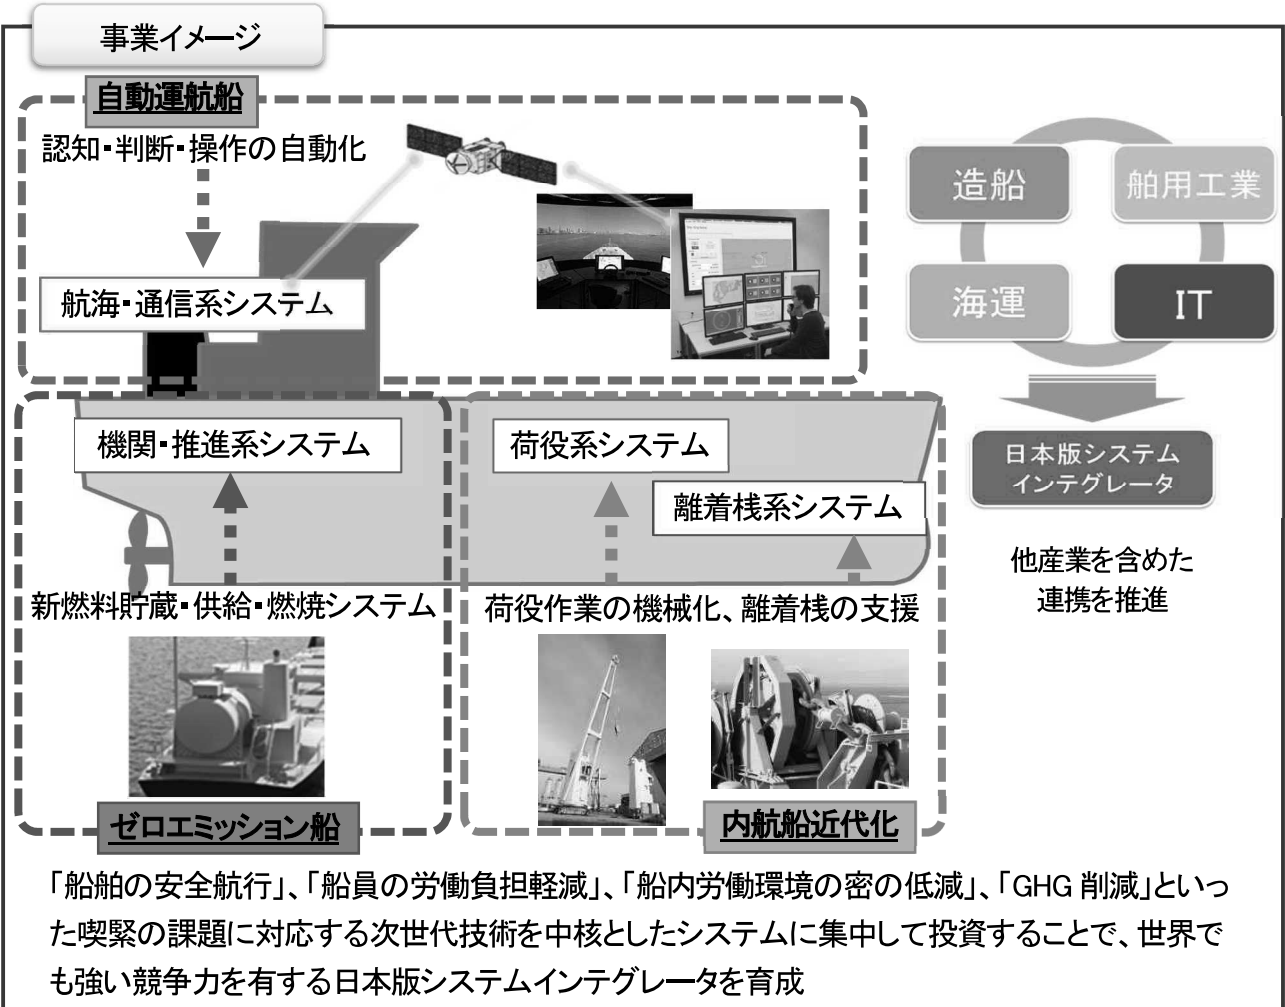 事業イメージ
自動運航船
認知・判断・操作の自動化
航海・通信系システム
造船
舶用工業
海運
IT
日本版システム
インテグレータ
他産業を含めた
連携を推進
機関・推進系システム
新燃料貯蔵・供給・燃焼システム
ゼロエミッション船
荷役系システム
離着桟系システム
荷役作業の機械化、離着桟の支援
内航船近代化
「船舶の安全航行」、「船員の労働負担軽減」、「船内労働環境の密の低減」、「GHG 削減」といっ
た喫緊の課題に対応する次世代技術を中核としたシステムに集中して投資することで、世界で
も強い競争力を有する日本版システムインテグレータを育成